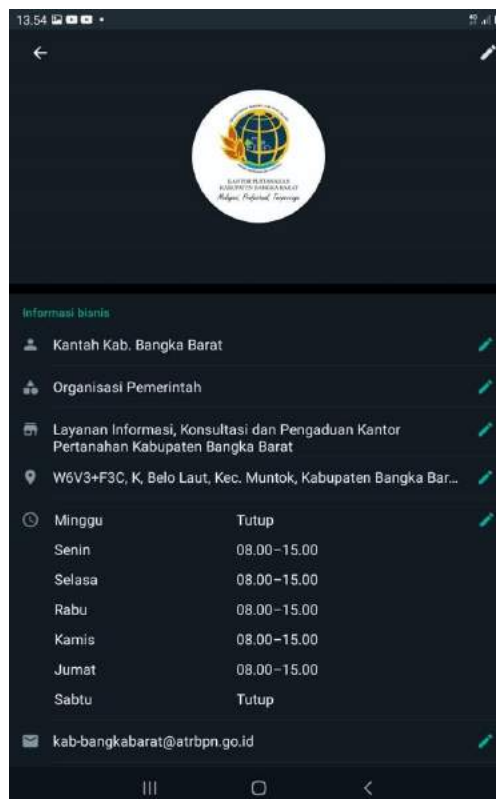 13.54
Informasi bisnis
Kantah Kab. Bangka Barat
Organisasi Pemerintah
Layanan Informasi, Konsultasi dan Pengaduan Kantor
Pertanahan Kabupaten Bangka Barat
W6V3+F3C, K, Belo Laut, Kec. Muntok, Kabupaten Bangka Bar...
Minggu Tutup
Senin 08.00–15.00
Selasa 08.00–15.00
Rabu 08.00–15.00
Kamis 08.00–15.00
Jumat 08.00–15.00
Sabtu Tutup
kab-bangkabarat@atrbpn.go.id